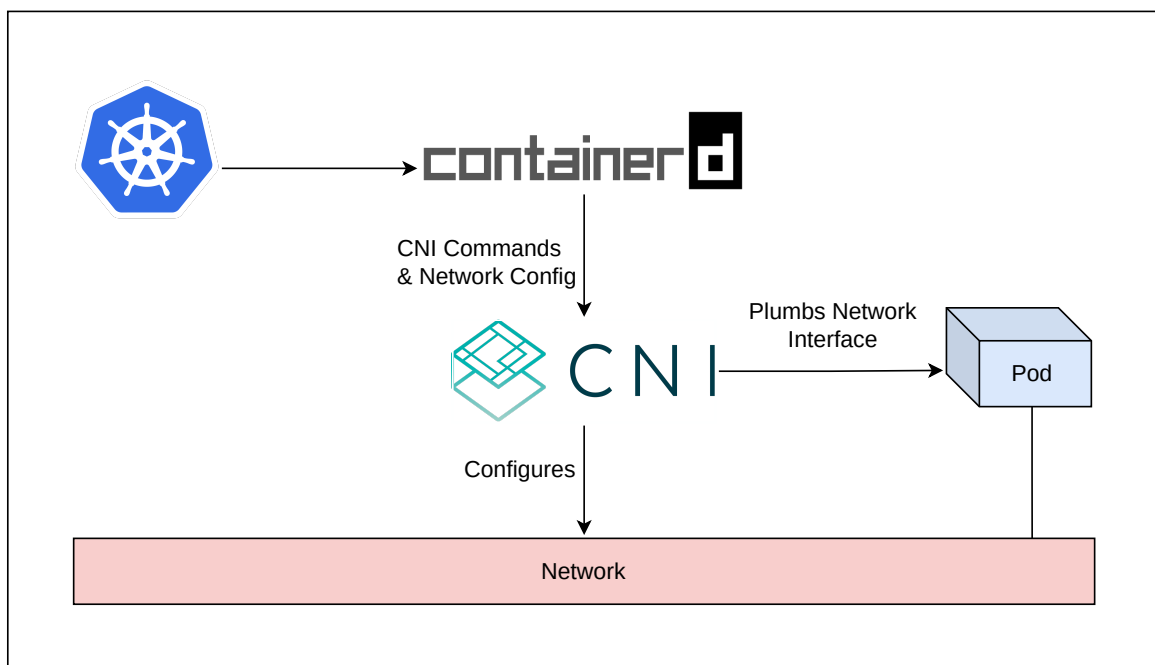 containerd
CNI Commands
& Network Config
Plumbs Network
Interface
CNI
Pod
Configures
Network